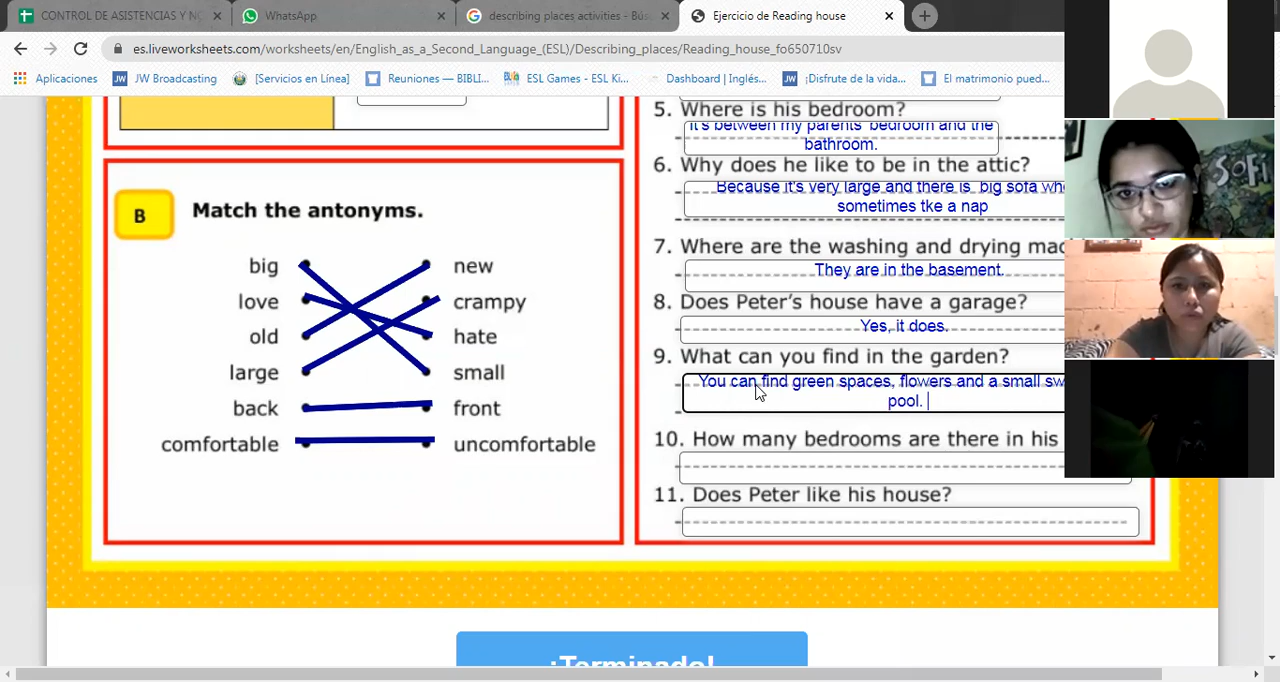 CONTROL DE ASISTENCIAS Y NO
WhatsApp
describing places activities - Bús
Ejercicio de Reading house
es.liveworksheets.com/worksheets/en/English_as_a_Second_Language_(ESL)/Describing_places/Reading_house_fo650710sv
Aplicaciones
JW Broadcasting
[Servicios en Línea]
Reuniones — BIBLI...
ESL Games - ESL Ki...
Dashboard | Inglés...
¡Disfrute de la vida...
El matrimonio pued...
B
Match the antonyms.
big new
love crampy
old hate
large small
back front
comfortable uncomfortable
5. Where is his bedroom?
It's between my parents' bedroom and the
bathroom.
6. Why does he like to be in the attic?
Because it's very large and there is big sofa wh
sometimes tke a nap
7. Where are the washing and drying mac
They are in the basement.
8. Does Peter's house have a garage?
Yes, it does.
9. What can you find in the garden?
You can find green spaces, flowers and a small sw
pool.
10. How many bedrooms are there in his
11. Does Peter like his house?
¡Terminado!
SOFi